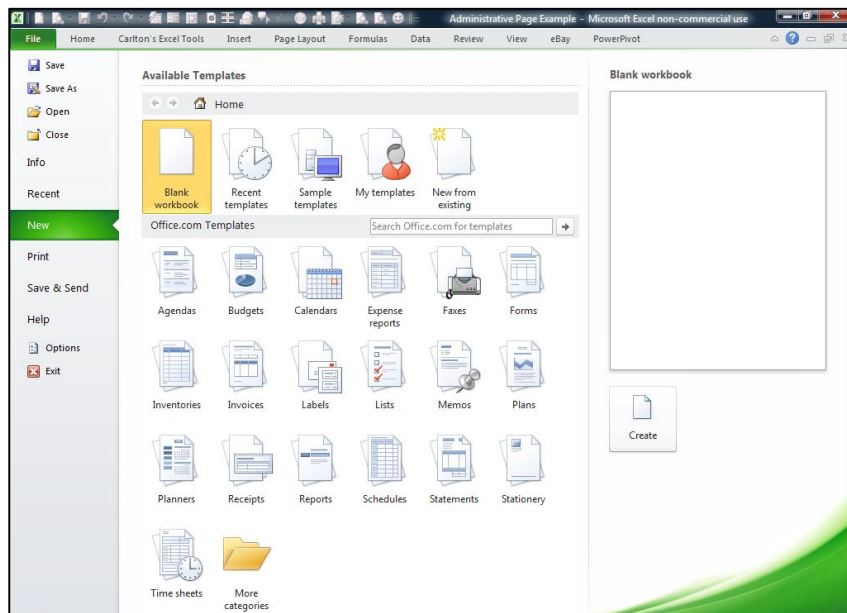 Administrative Page Example - Microsoft Excel non-commercial use
File Home Carlton's Excel Tools Insert Page Layout Formulas Data Review View eBay PowerPivot
Save
Save As
Open
Close
Info
Recent
New
Print
Save & Send
Help
Options
Exit
Available Templates
Home
Blank workbook
Recent templates
Sample templates
My templates
New from existing
Office.com Templates
Search Office.com for templates
Agendas Budgets Calendars Expense reports Faxes Forms
Inventories Invoices Labels Lists Memos Plans
Planners Receipts Reports Schedules Statements Stationery
Time sheets More categories
Blank workbook
Create